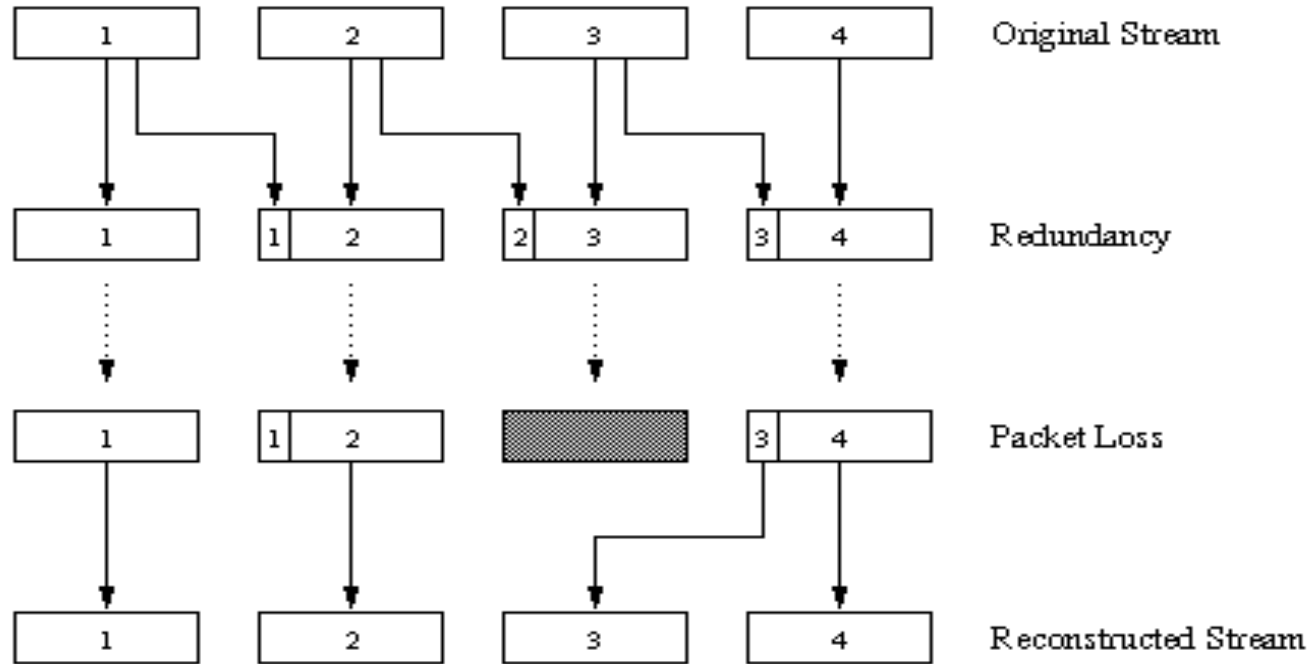 1 2 3 4 Original Stream
1 1 2 2 3 3 4 Redundancy
1 1 2 3 4 Packet Loss
1 2 3 4 Reconstructed Stream